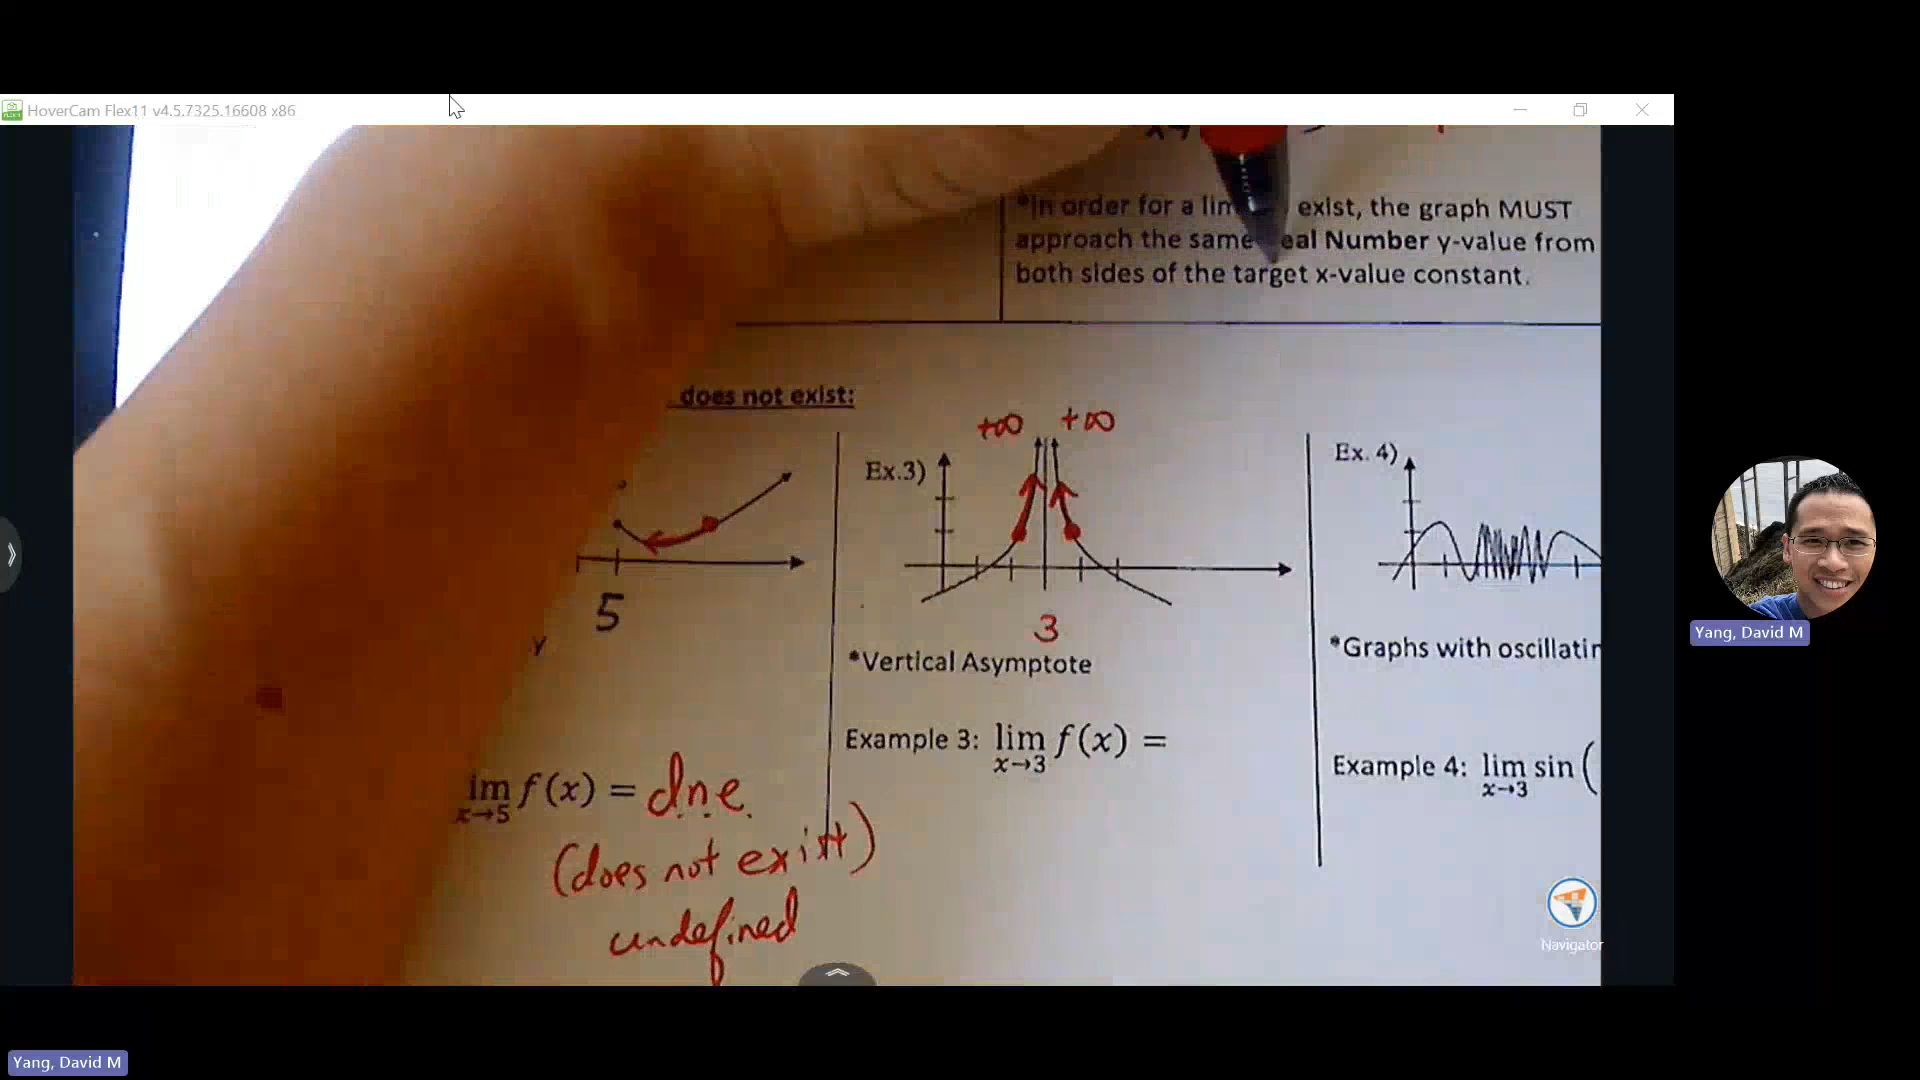 HoverCam Flex11 v4.5.7325.16608 x86
*In order for a exist, the graph MUST
approach the same Number y-value from
both sides of the target x-value constant.
does not exist:
5
y
lim f(x) = dne
x→5
(does not exist)
undefined
+∞ +∞
Ex.3)
3
*Vertical Asymptote
Example 3: lim f(x) =
x→3
Ex. 4)
*Graphs with
Example 4: lim sin (
x→3
Navigator
Yang, David M
Yang, David M